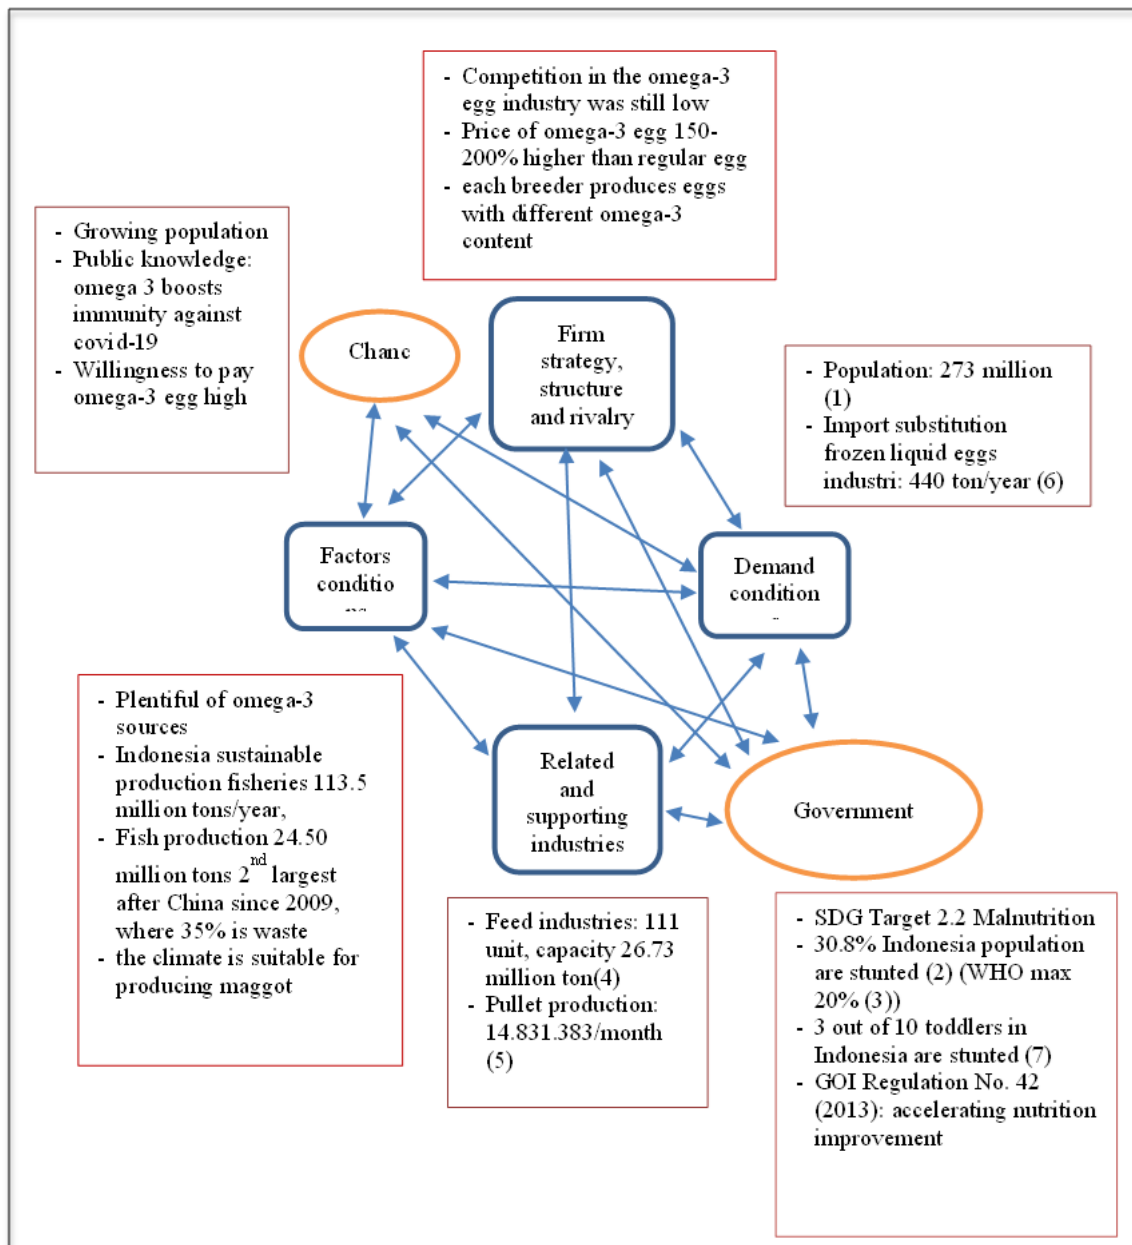 - Competition in the omega-3
egg industry was still low
- Price of omega-3 egg 150-
200% higher than regular egg
- each breeder produces eggs
with different omega-3
content
- Growing population
- Public knowledge:
omega 3 boosts
immunity against
covid-19
- Willingness to pay
omega-3 egg high
Chanc
Firm
strategy,
structure
and rivalry
- Population: 273 million
(1)
- Import substitution
frozen liquid eggs
industri: 440 ton/year (6)
Factors
conditio
Demand
condition
- Plentiful of omega-3
sources
- Indonesia sustainable
production fisheries 113.5
million tons/year,
- Fish production 24.50
million tons 2nd largest
after China since 2009,
where 35% is waste
- the climate is suitable for
producing maggot
Related
and
supporting
industries
Government
- Feed industries: 111
unit, capacity 26.73
million ton(4)
- Pullet production:
14.831.383/month
(5)
- SDG Target 2.2 Malnutrition
- 30.8% Indonesia population
are stunted (2) (WHO max
20% (3))
- 3 out of 10 toddlers in
Indonesia are stunted (7)
- GOI Regulation No. 42
(2013): accelerating nutrition
improvement